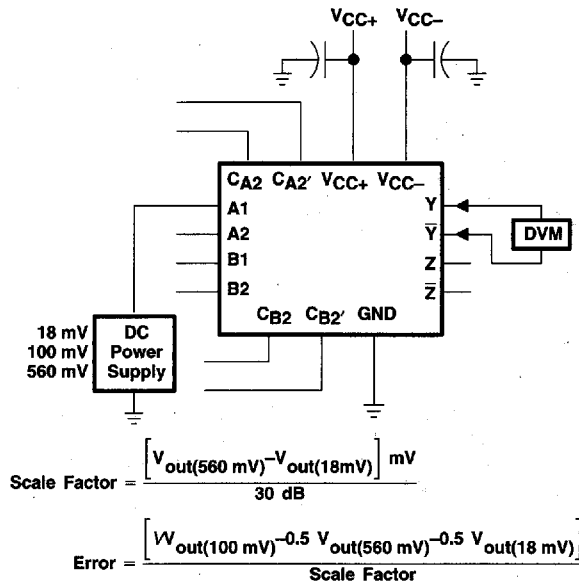 VCC+ VCC−
CA2 CA2′ VCC+ VCC−
A1 Y
A2 Y̅
B1 Z
B2 Z̅
CB2 CB2′ GND
DVM
18 mV
100 mV
560 mV
DC
Power
Supply
Scale Factor = [Vout(560 mV)−Vout(18mV)] mV
30 dB
Error = [VVout(100 mV)−0.5 Vout(560 mV)−0.5 Vout(18 mV)]
Scale Factor